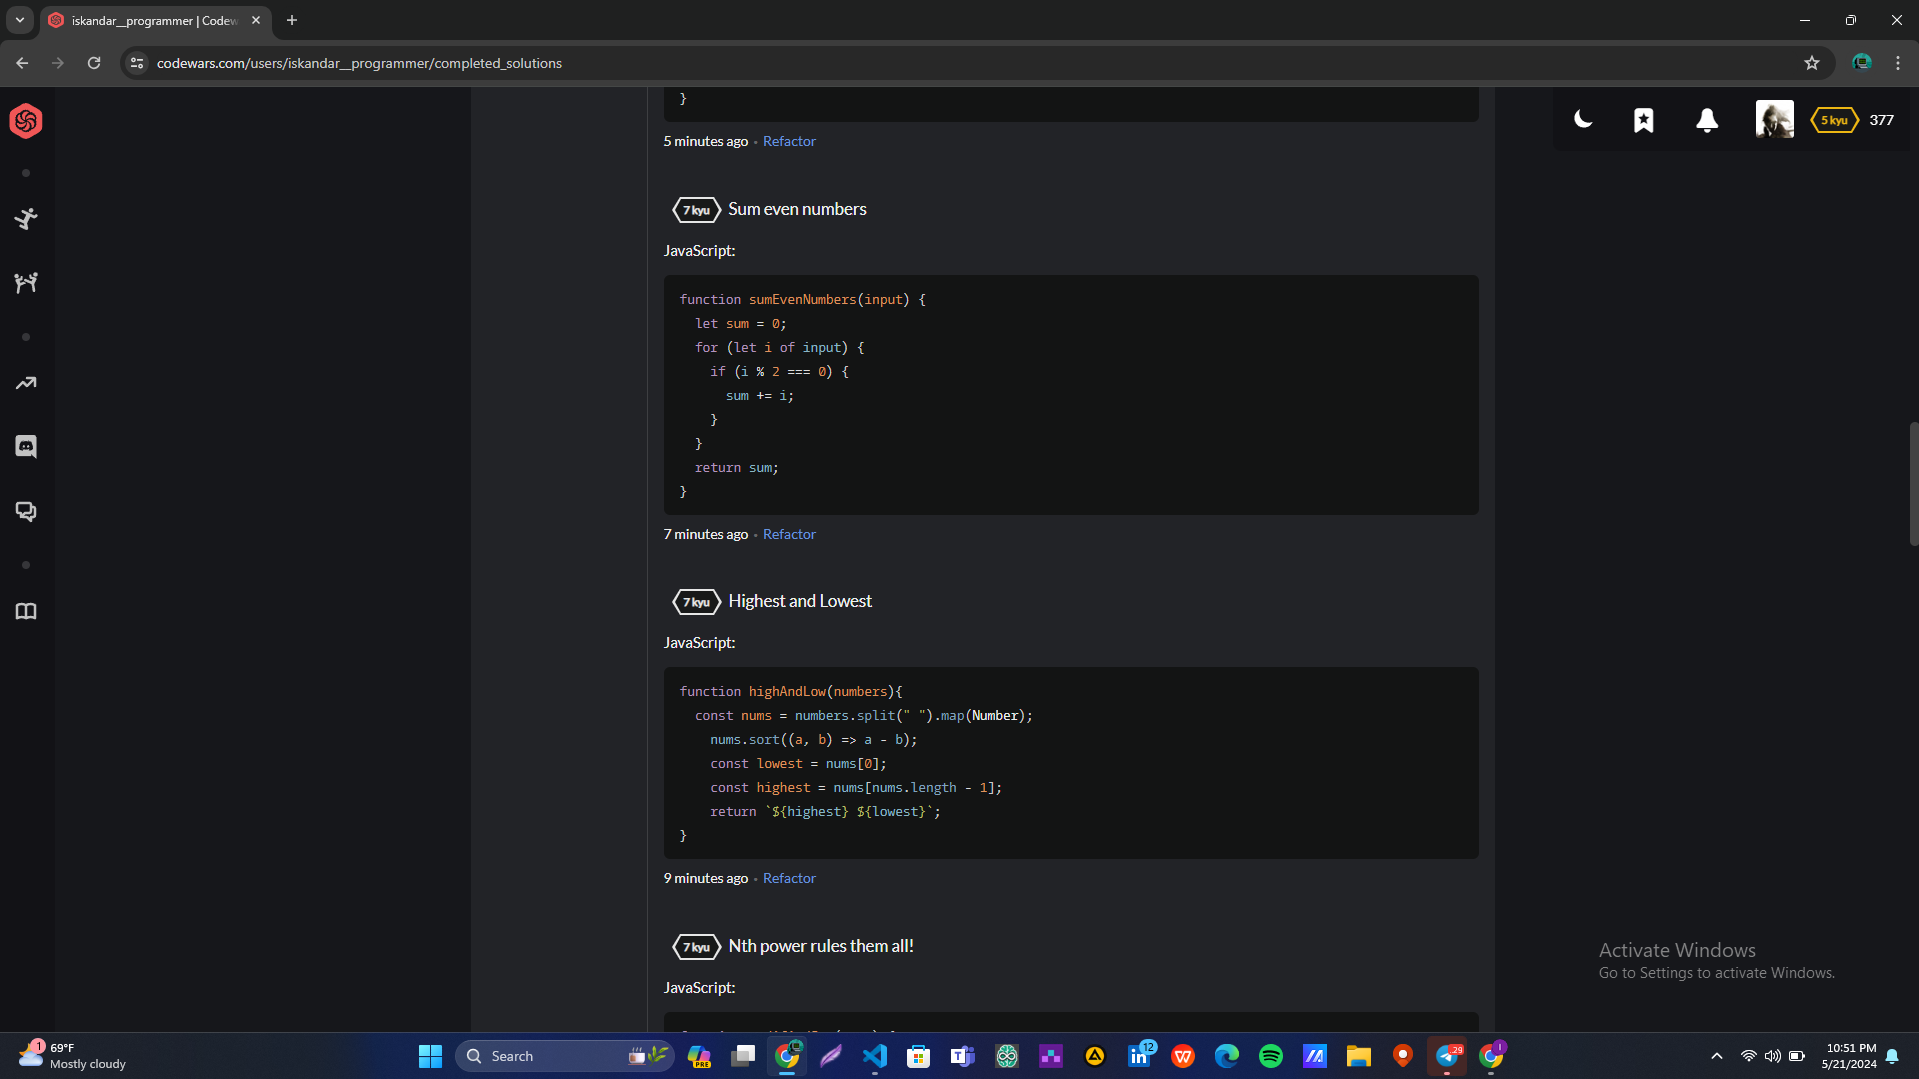 iskandar__programmer | Codew
codewars.com/users/iskandar__programmer/completed_solutions
5 kyu 377
}
5 minutes ago · Refactor
7 kyu Sum even numbers
JavaScript:
function sumEvenNumbers(input) {
  let sum = 0;
  for (let i of input) {
    if (i % 2 === 0) {
      sum += i;
    }
  }
  return sum;
}
7 minutes ago · Refactor
7 kyu Highest and Lowest
JavaScript:
function highAndLow(numbers){
  const nums = numbers.split(" ").map(Number);
    nums.sort((a, b) => a - b);
    const lowest = nums[0];
    const highest = nums[nums.length - 1];
    return `${highest} ${lowest}`;
}
9 minutes ago · Refactor
7 kyu Nth power rules them all!
JavaScript:
Activate Windows
Go to Settings to activate Windows.
1
69°F
Mostly cloudy
Search
PRE
12
29
10:51 PM
5/21/2024